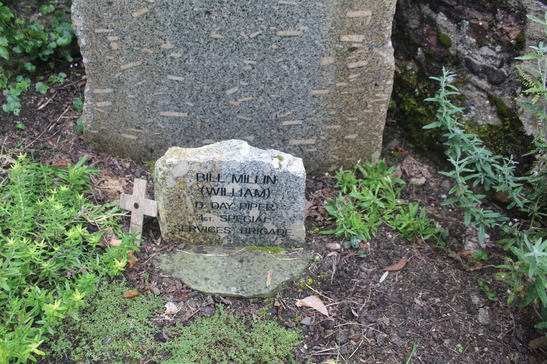 BILL MILLIN
(WILLIAM)
D DAY PIPER
1ST SPECIAL
SERVICES BRIGADE